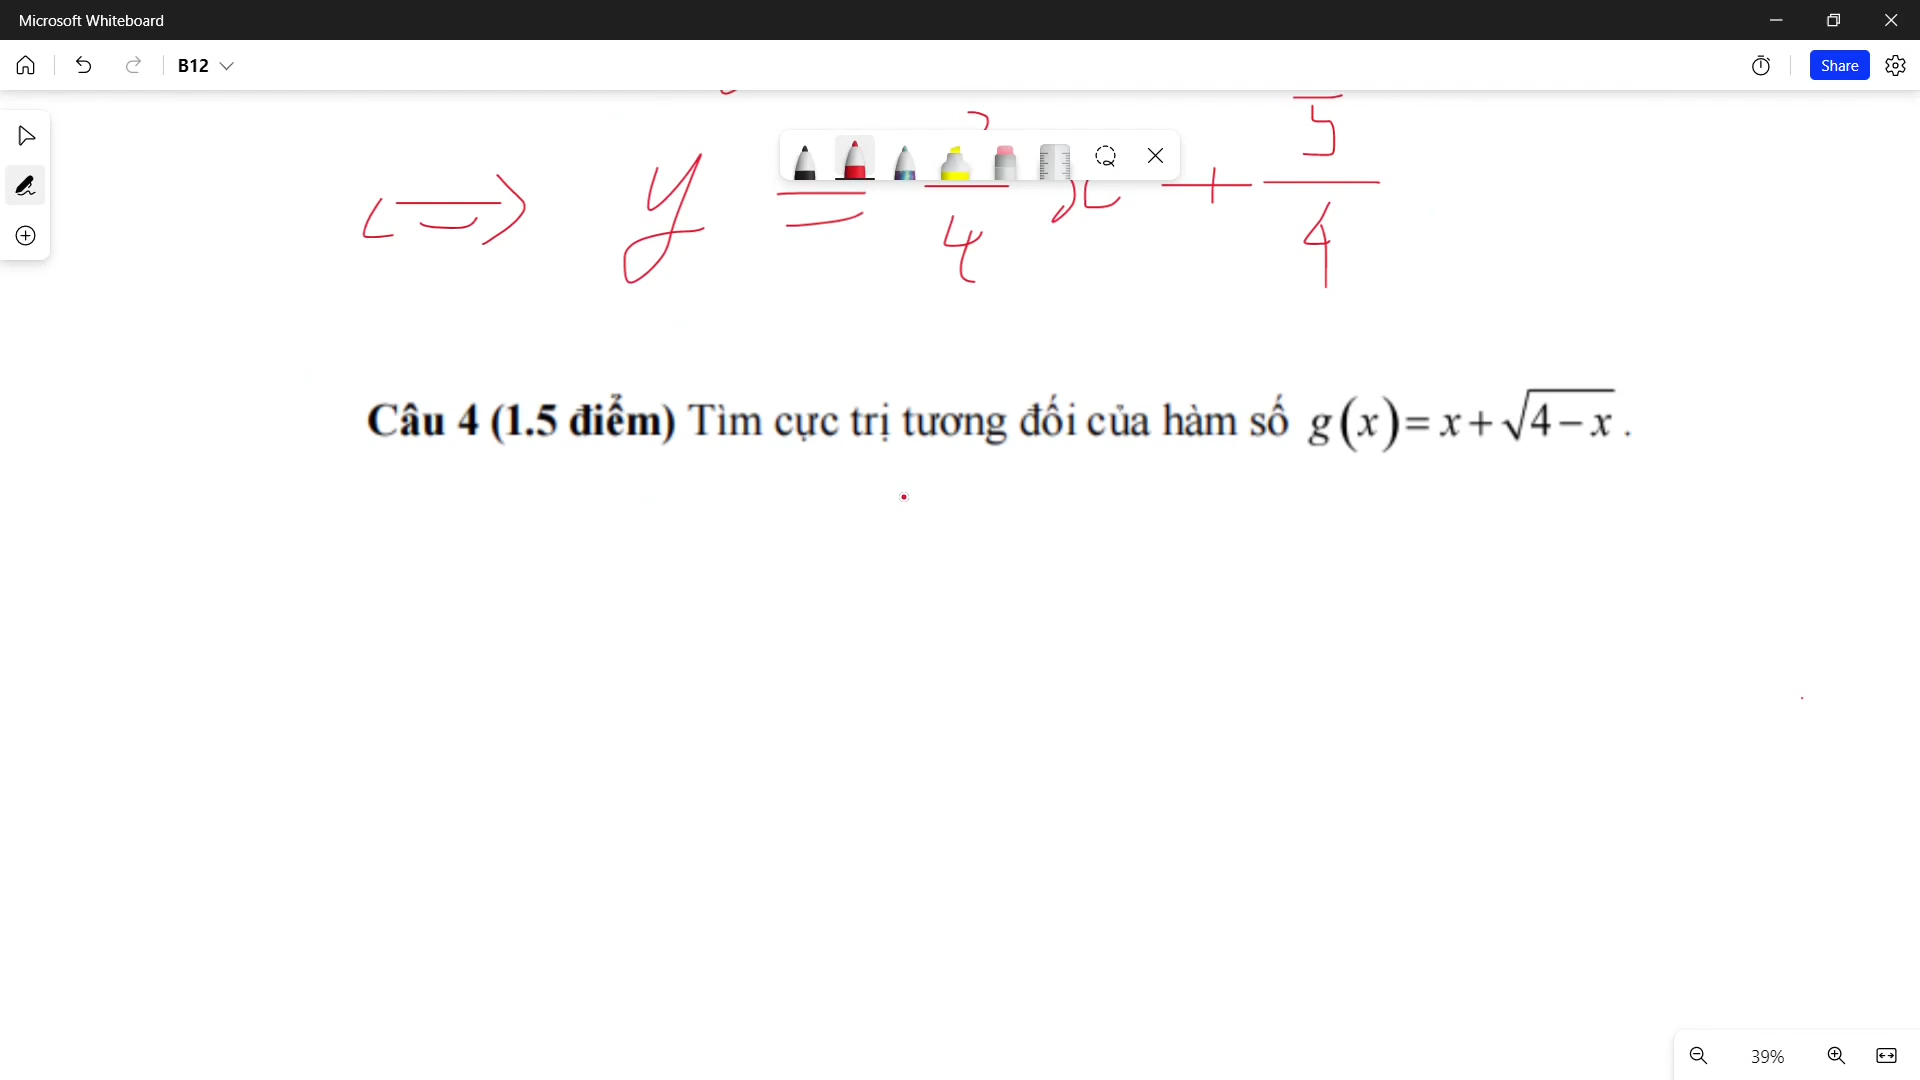 Microsoft Whiteboard
B12
Share
5
⟺ y = — x + —
4 4
Câu 4 (1.5 điểm) Tìm cực trị tương đối của hàm số g(x)=x+√4−x .
39%